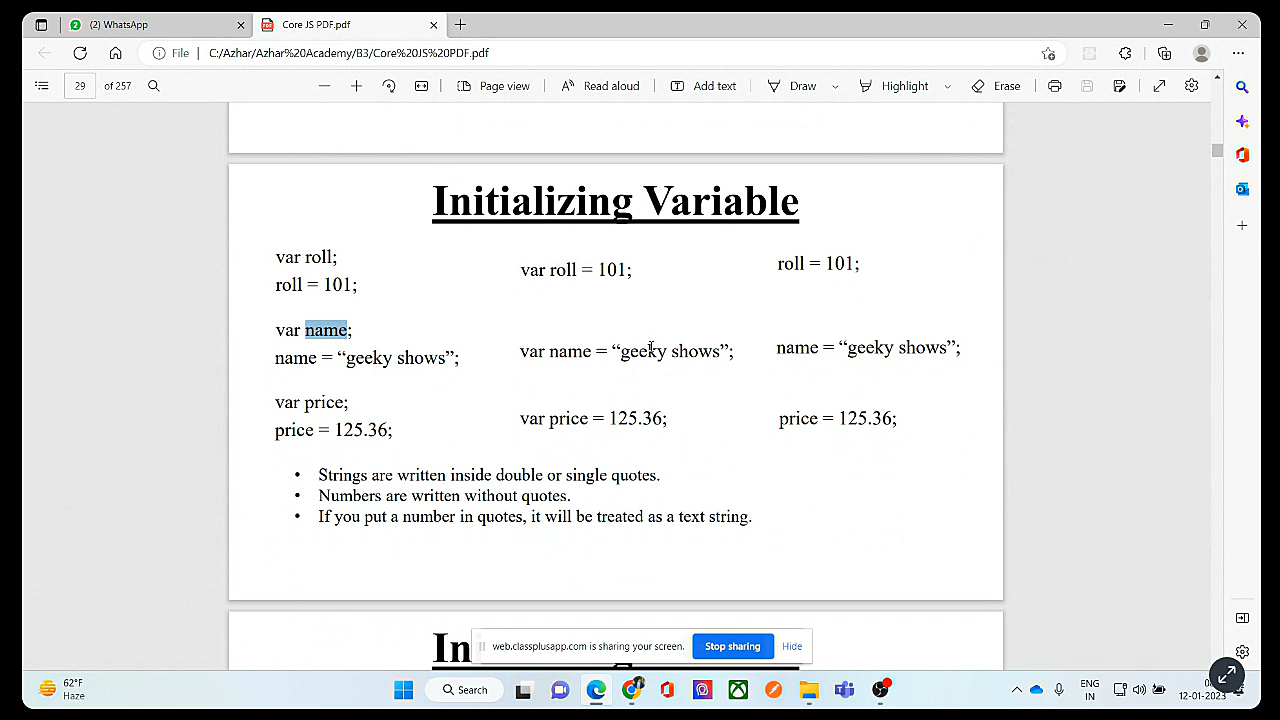 (2) WhatsApp
Core JS PDF.pdf
File
C:/Azhar/Azhar%20Academy/B3/Core%20JS%20PDF.pdf
29 of 257
Page view
Read aloud
Add text
Draw
Highlight
Erase
Initializing Variable
var roll;
roll = 101;
var roll = 101;
roll = 101;
var name;
name = “geeky shows”;
var name = “geeky shows”;
name = “geeky shows”;
var price;
price = 125.36;
var price = 125.36;
price = 125.36;
• Strings are written inside double or single quotes.
• Numbers are written without quotes.
• If you put a number in quotes, it will be treated as a text string.
web.classplusapp.com is sharing your screen.
Stop sharing
Hide
62°F
Haze
Search
ENG
IN
12-01-2023